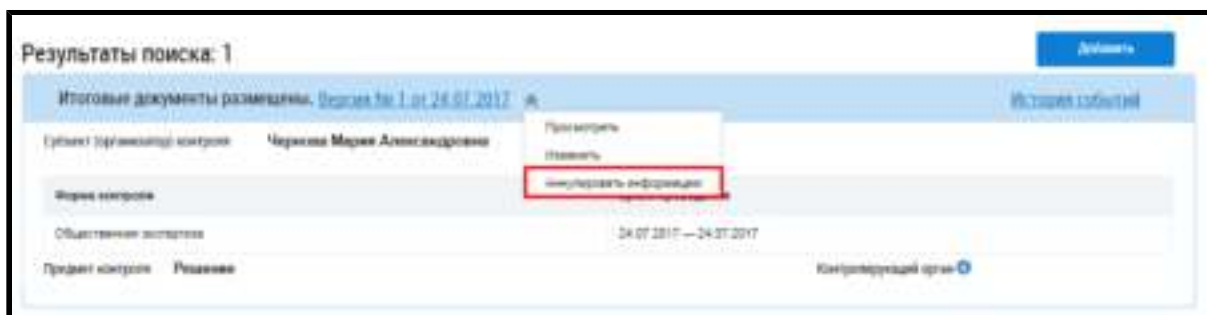 Результаты поиска: 1
Добавить
Итоговые документы размещены. Версия № 1 от 24.07.2017
История событий
Просмотреть
Субъект (организатор) контроля Чернова Мария Александровна
Изменить
Аннулировать информацию
Форма контроля
Общественная экспертиза 24.07.2017 — 24.07.2017
Предмет контроля Решение Контролирующий орган